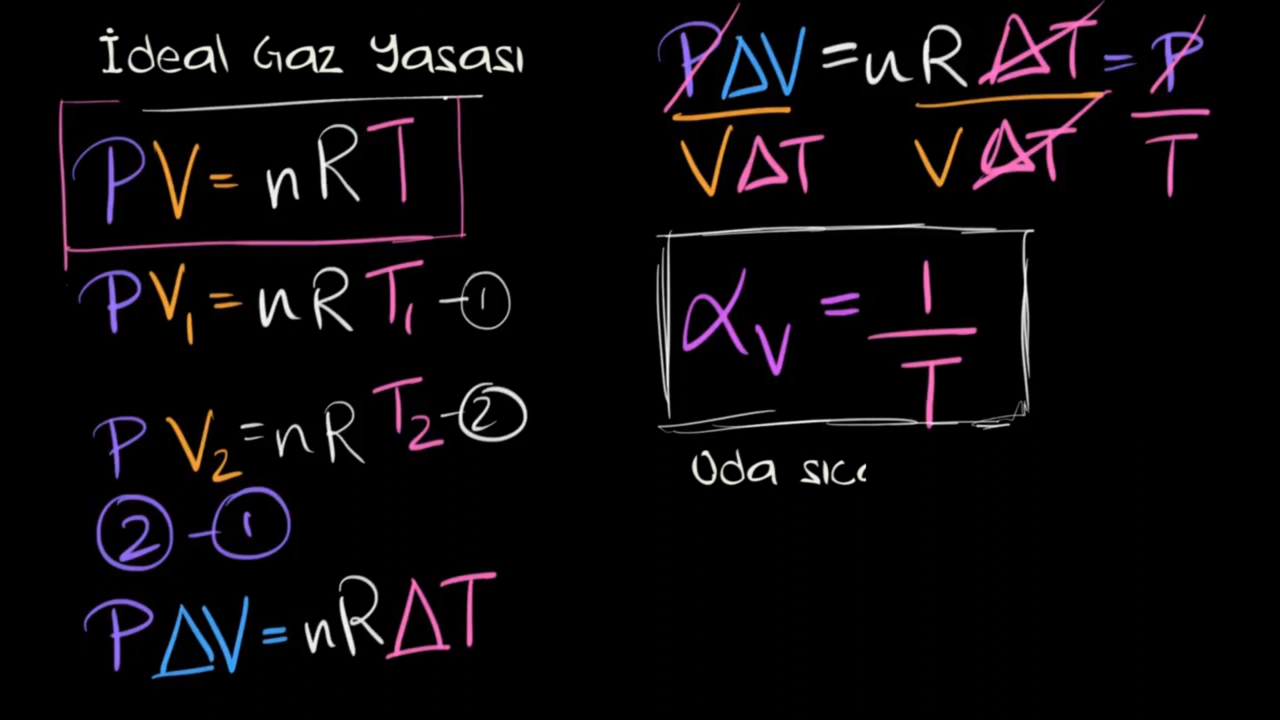 İdeal Gaz Yasası
PV = nRT
PV₁ = nRT₁ - ①
PV₂ = nRT₂ - ②
② - ①
PΔV = nRΔT
PΔV / VΔT = nRΔT / VΔT = P / T
αᵥ = 1 / T
Oda sıc